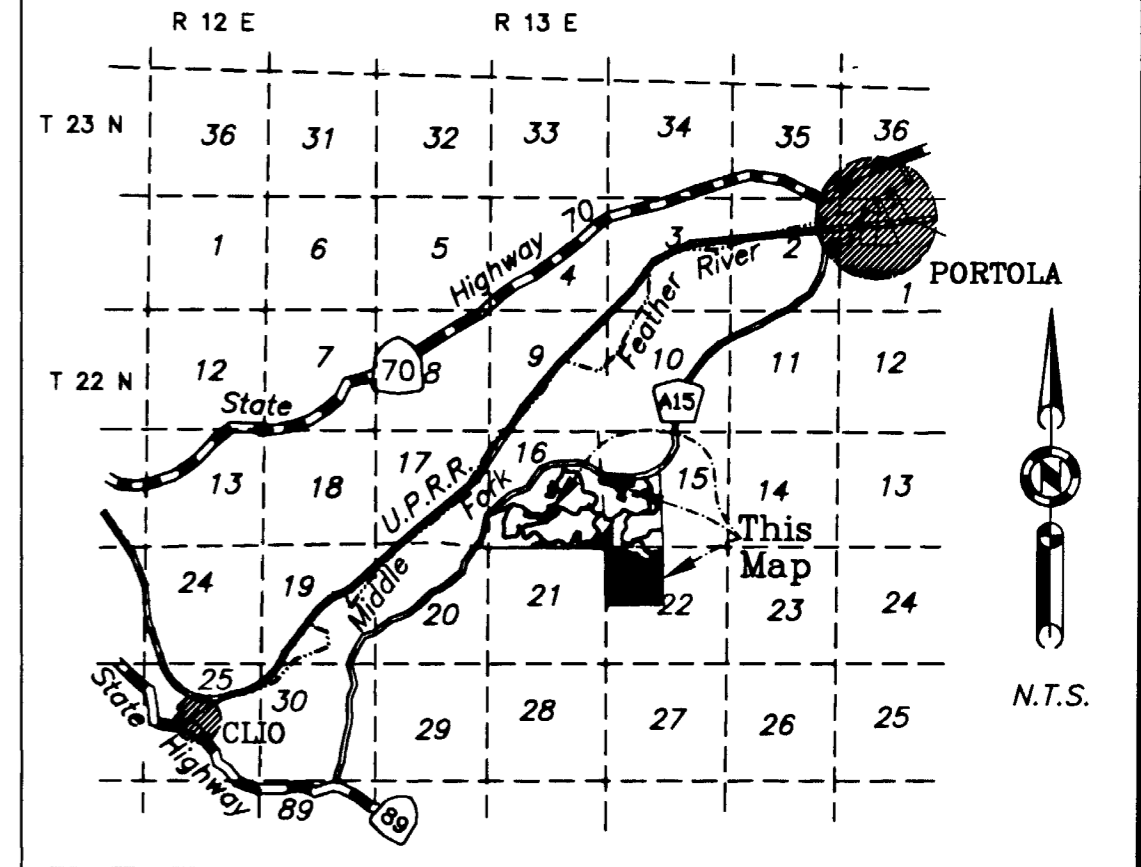 R 12 E R 13 E
T 23 N 36 31 32 33 34 35 36
1 6 5 Highway 70 4 3 River 2 1
PORTOLA
Feather
T 22 N 12 7 70 8 9 10 11 12
State
A15
13 18 17 U.P.R.R. Fork 16 15 14 13
This
Map
24 19 Middle 20 21 22 23 24
N
N.T.S.
State 25 30 29 28 27 26 25
CLIO
Highway 89 89